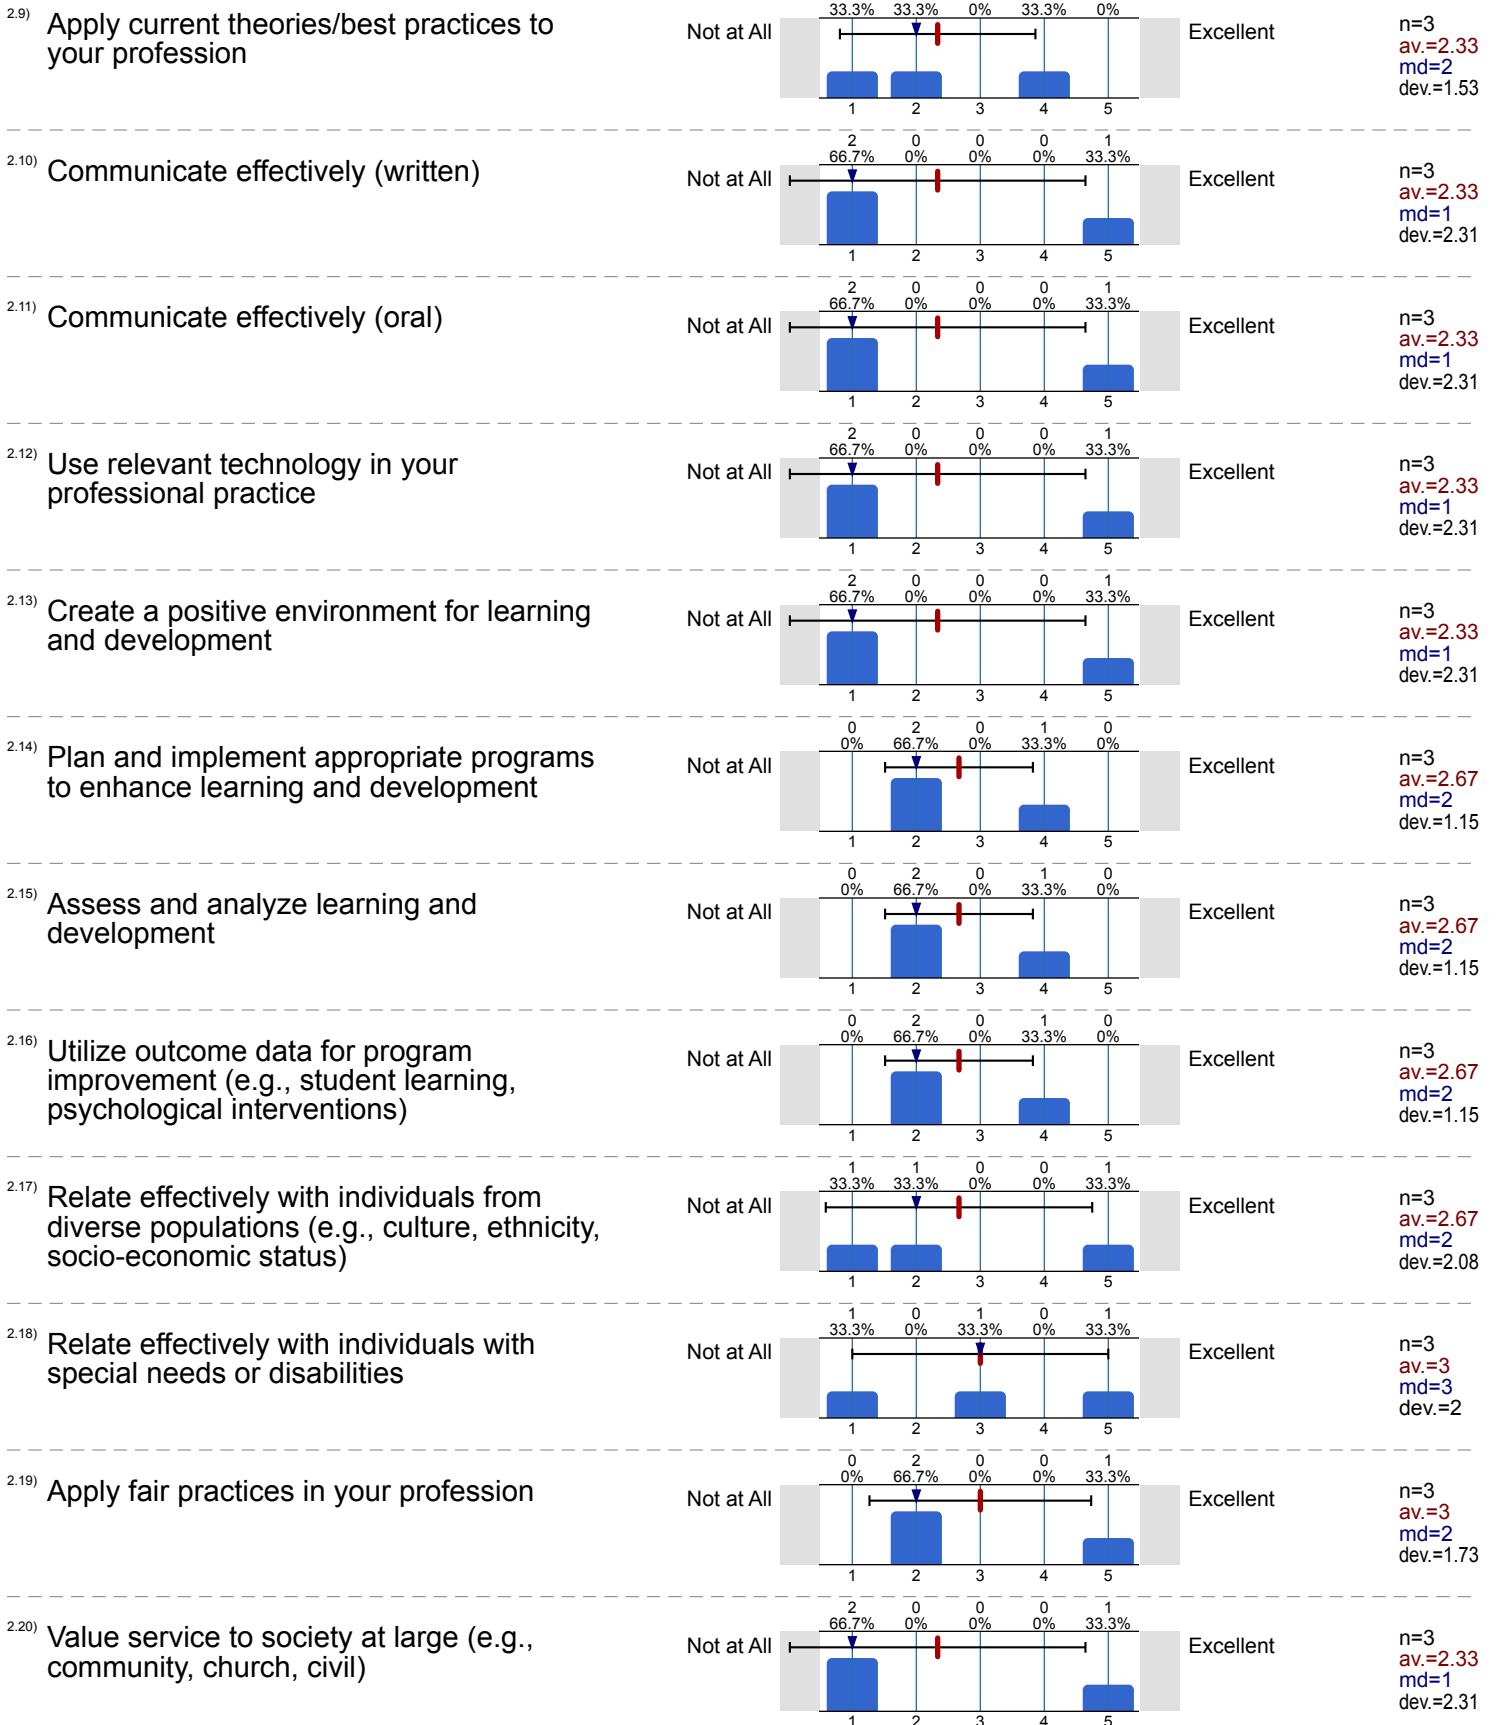 2.9) Apply current theories/best practices to
your profession
33.3% 33.3% 0% 33.3% 0%
Not at All Excellent
1 2 3 4 5
n=3
av.=2.33
md=2
dev.=1.53
2.10) Communicate effectively (written)
2 0 0 0 1
66.7% 0% 0% 0% 33.3%
Not at All Excellent
1 2 3 4 5
n=3
av.=2.33
md=1
dev.=2.31
2.11) Communicate effectively (oral)
2 0 0 0 1
66.7% 0% 0% 0% 33.3%
Not at All Excellent
1 2 3 4 5
n=3
av.=2.33
md=1
dev.=2.31
2.12) Use relevant technology in your
professional practice
2 0 0 0 1
66.7% 0% 0% 0% 33.3%
Not at All Excellent
1 2 3 4 5
n=3
av.=2.33
md=1
dev.=2.31
2.13) Create a positive environment for learning
and development
2 0 0 0 1
66.7% 0% 0% 0% 33.3%
Not at All Excellent
1 2 3 4 5
n=3
av.=2.33
md=1
dev.=2.31
2.14) Plan and implement appropriate programs
to enhance learning and development
0 2 0 1 0
0% 66.7% 0% 33.3% 0%
Not at All Excellent
1 2 3 4 5
n=3
av.=2.67
md=2
dev.=1.15
2.15) Assess and analyze learning and
development
0 2 0 1 0
0% 66.7% 0% 33.3% 0%
Not at All Excellent
1 2 3 4 5
n=3
av.=2.67
md=2
dev.=1.15
2.16) Utilize outcome data for program
improvement (e.g., student learning,
psychological interventions)
0 2 0 1 0
0% 66.7% 0% 33.3% 0%
Not at All Excellent
1 2 3 4 5
n=3
av.=2.67
md=2
dev.=1.15
2.17) Relate effectively with individuals from
diverse populations (e.g., culture, ethnicity,
socio-economic status)
1 1 0 0 1
33.3% 33.3% 0% 0% 33.3%
Not at All Excellent
1 2 3 4 5
n=3
av.=2.67
md=2
dev.=2.08
2.18) Relate effectively with individuals with
special needs or disabilities
1 0 1 0 1
33.3% 0% 33.3% 0% 33.3%
Not at All Excellent
1 2 3 4 5
n=3
av.=3
md=3
dev.=2
2.19) Apply fair practices in your profession
0 2 0 0 1
0% 66.7% 0% 0% 33.3%
Not at All Excellent
1 2 3 4 5
n=3
av.=3
md=2
dev.=1.73
2.20) Value service to society at large (e.g.,
community, church, civil)
2 0 0 0 1
66.7% 0% 0% 0% 33.3%
Not at All Excellent
1 2 3 4 5
n=3
av.=2.33
md=1
dev.=2.31